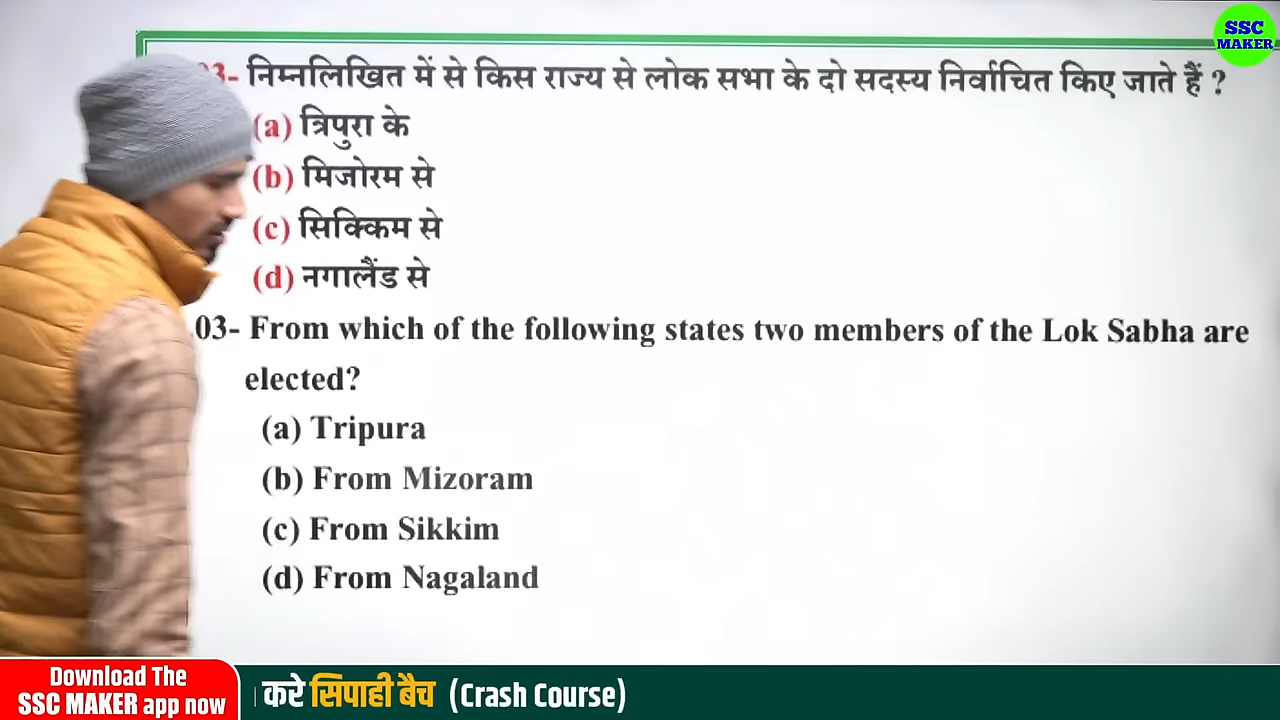 SSC
MAKER
3- निम्नलिखित में से किस राज्य से लोक सभा के दो सदस्य निर्वाचित किए जाते हैं ?
(a) त्रिपुरा के
(b) मिजोरम से
(c) सिक्किम से
(d) नगालैंड से
03- From which of the following states two members of the Lok Sabha are
elected?
(a) Tripura
(b) From Mizoram
(c) From Sikkim
(d) From Nagaland
Download The
SSC MAKER app now
करे सिपाही बैच (Crash Course)